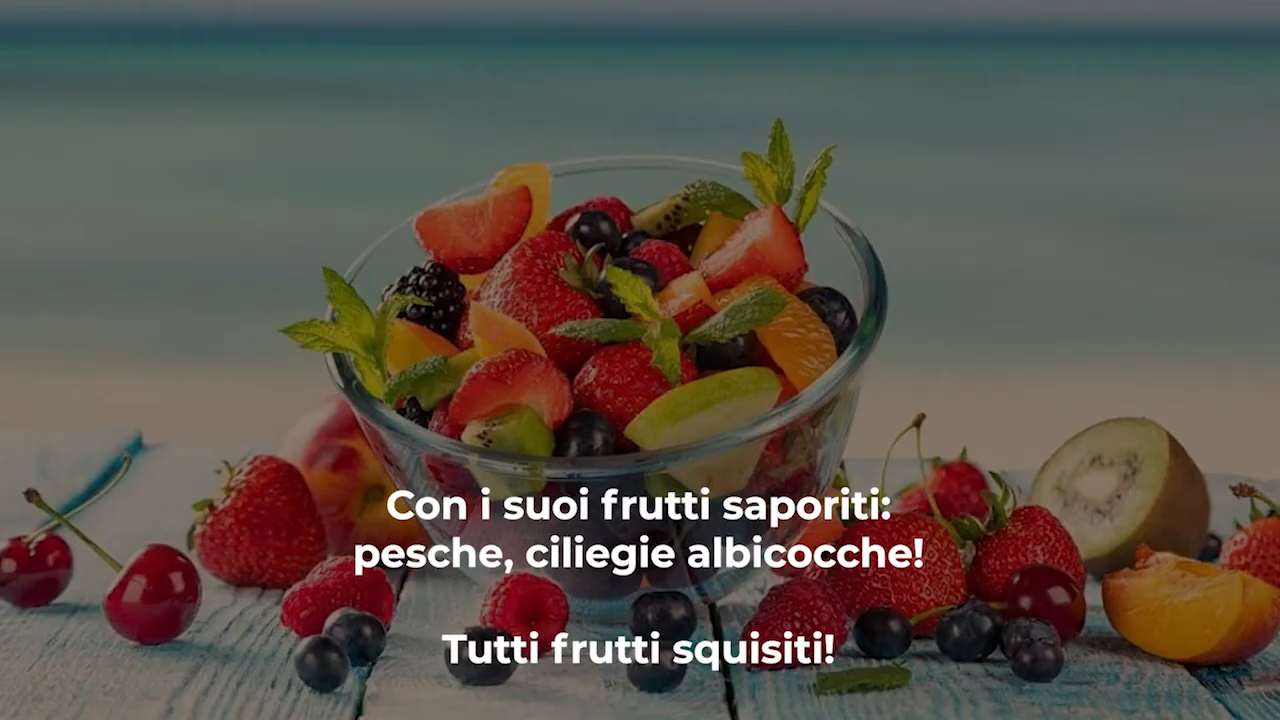 Con i suoi frutti saporiti:
pesche, ciliegie albicocche!
Tutti frutti squisiti!